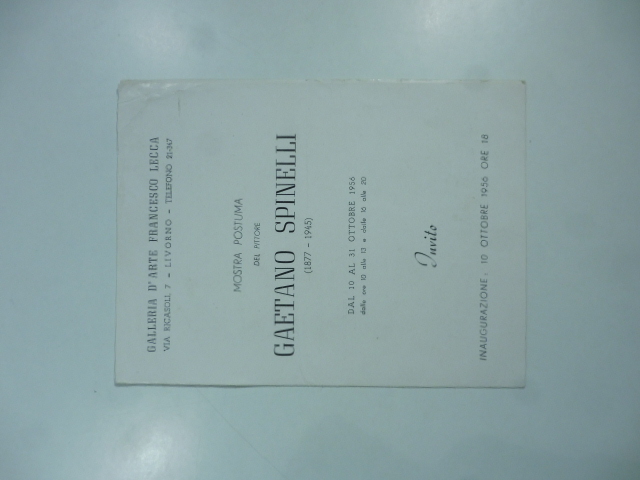 GALLERIA D'ARTE FRANCESCO LECCA
VIA RICASOLI 7 - LIVORNO - TELEFONO 21-347
MOSTRA POSTUMA
DEL PITTORE
GAETANO SPINELLI
(1877 - 1945)
DAL 10 AL 31 OTTOBRE 1956
dalle ore 10 alle 13 e dalle 16 alle 20
Invito
INAUGURAZIONE, 10 OTTOBRE 1956 ORE 18